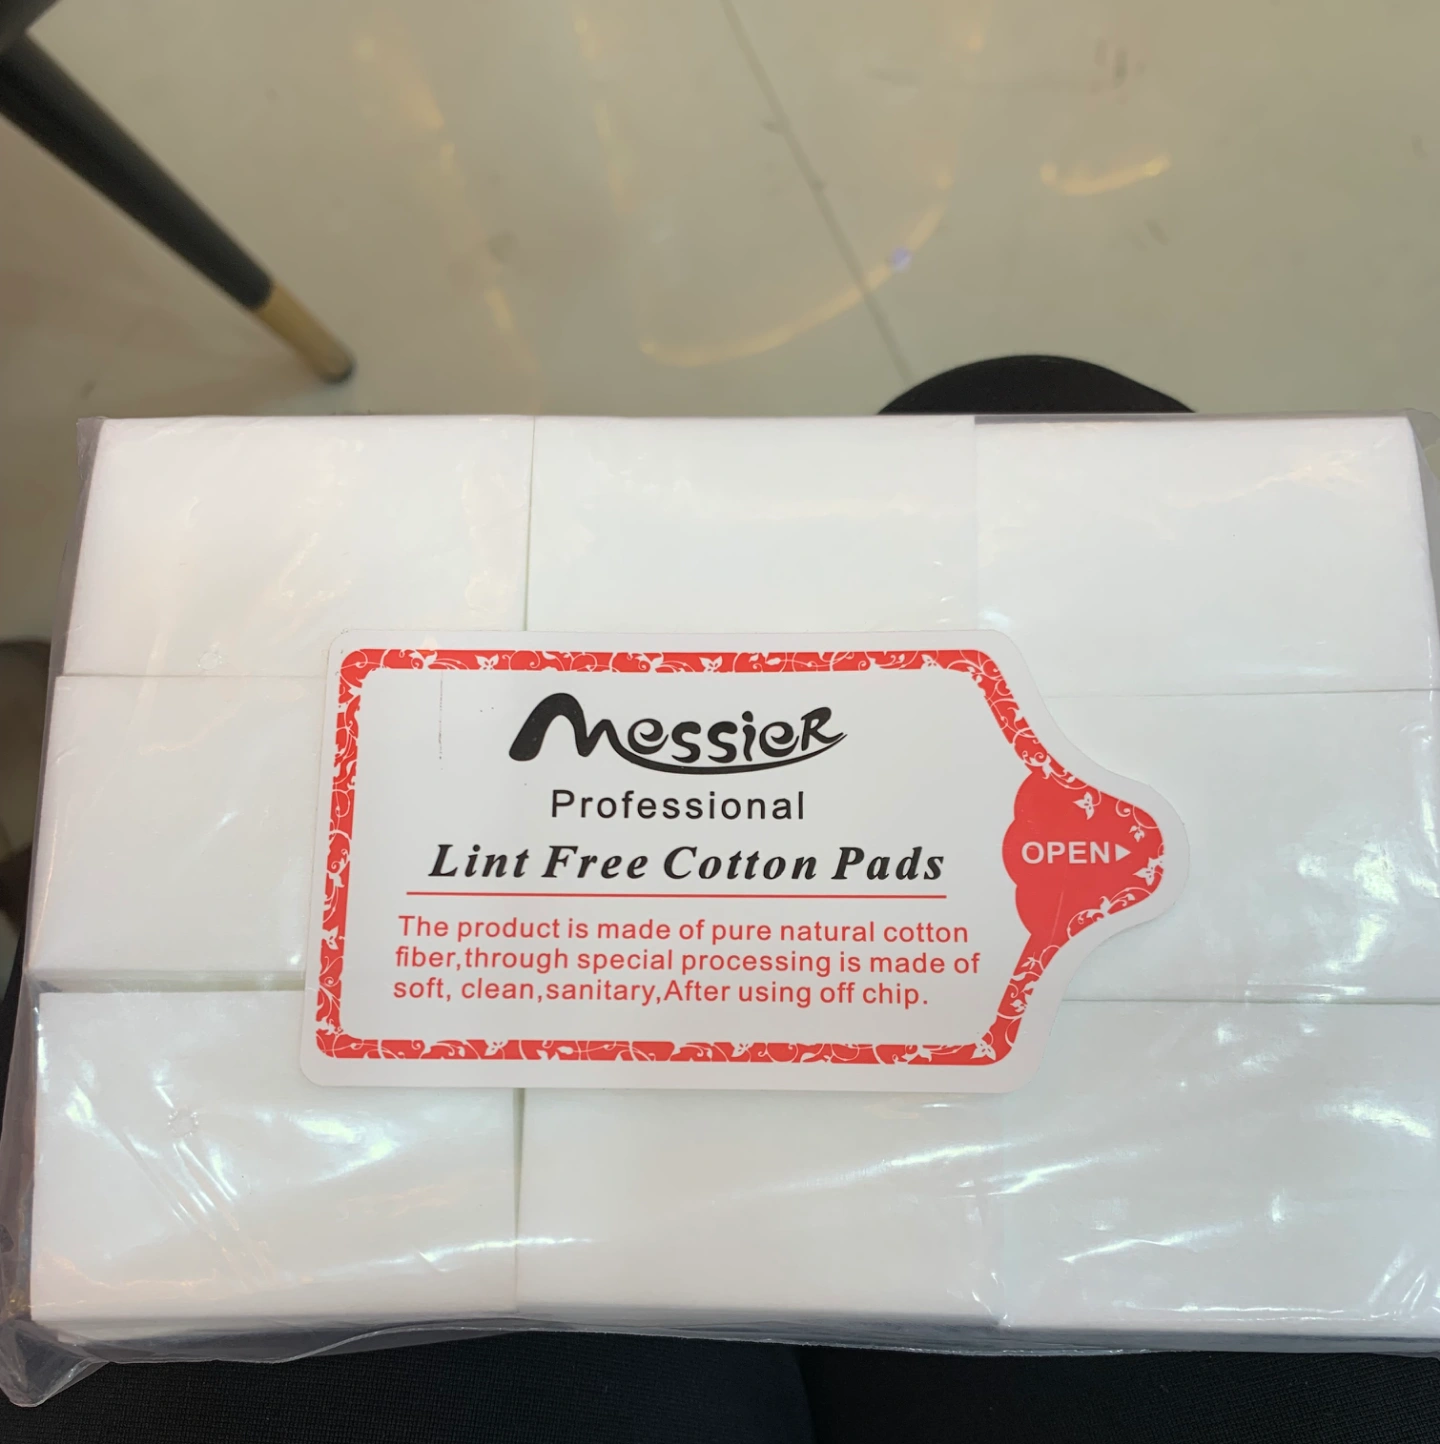 Messier
Professional
Lint Free Cotton Pads
The product is made of pure natural cotton
fiber,through special processing is made of
soft, clean,sanitary,After using off chip.
OPEN▶